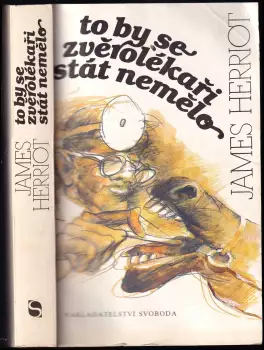 to by se
zvěrolékaři
stát nemělo
JAMES
HERRIOT
S
to by se
zvěrolékaři
stát nemělo
JAMES HERRIOT
NAKLADATELSTVÍ SVOBODA